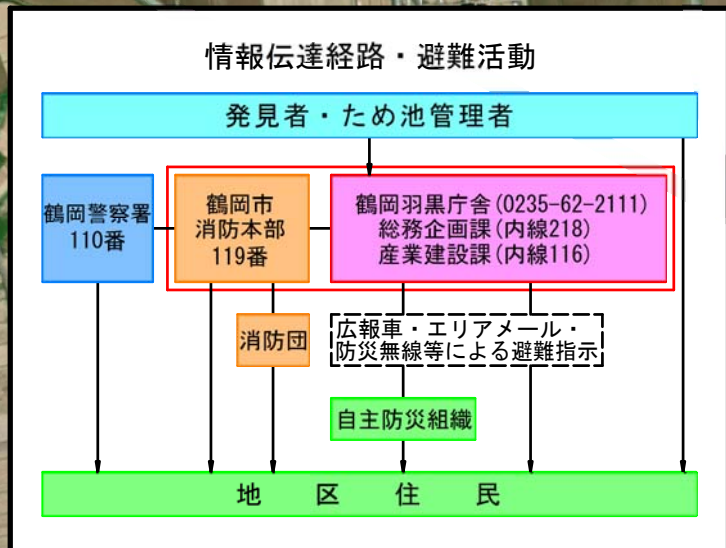 情報伝達経路・避難活動
発見者・ため池管理者
鶴岡警察署
110番
鶴岡市
消防本部
119番
鶴岡羽黒庁舎(0235-62-2111)
総務企画課(内線218)
産業建設課(内線116)
消防団
広報車・エリアメール・
防災無線等による避難指示
自主防災組織
地区住民